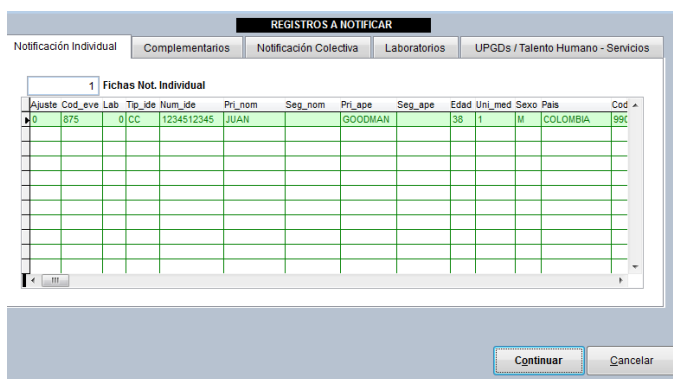 REGISTROS A NOTIFICAR
Notificación Individual Complementarios Notificación Colectiva Laboratorios UPGDs / Talento Humano - Servicios
1 Fichas Not. Individual
Ajuste Cod_eve Lab Tip_ide Num_ide Pri_nom Seg_nom Pri_ape Seg_ape Edad Uni_med Sexo Pais Cod
0 875 0 CC 1234512345 JUAN GOODMAN 38 1 M COLOMBIA 990
Continuar Cancelar